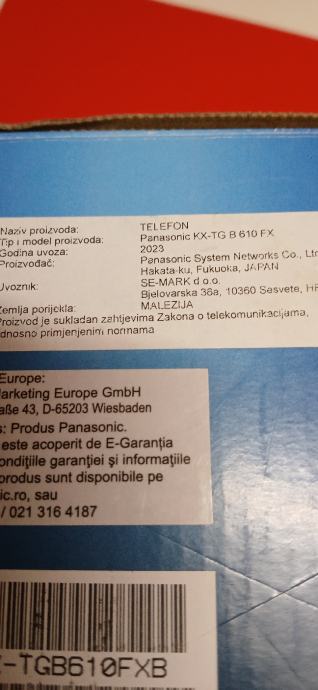 Naziv proizvoda: TELEFON
Tip i model proizvoda: Panasonic KX-TG B 610 FX
Godina uvoza: 2023
Proizvođač: Panasonic System Networks Co., Ltd
Hakata-ku, Fukuoka, JAPAN
Uvoznik: SE-MARK d.o.o.
Bjelovarska 38a, 10360 Sesvete, HR
Zemlja porijekla: MALEZIJA
Proizvod je sukladan zahtjevima Zakona o telekomunikacijama,
odnosno primjenjenim normama
Europe:
arketing Europe GmbH
aße 43, D-65203 Wiesbaden
s: Produs Panasonic.
este acoperit de E-Garanția
ondițiile garanției și informațiile
produs sunt disponibile pe
ic.ro, sau
/ 021 316 4187
-TGB610FXB